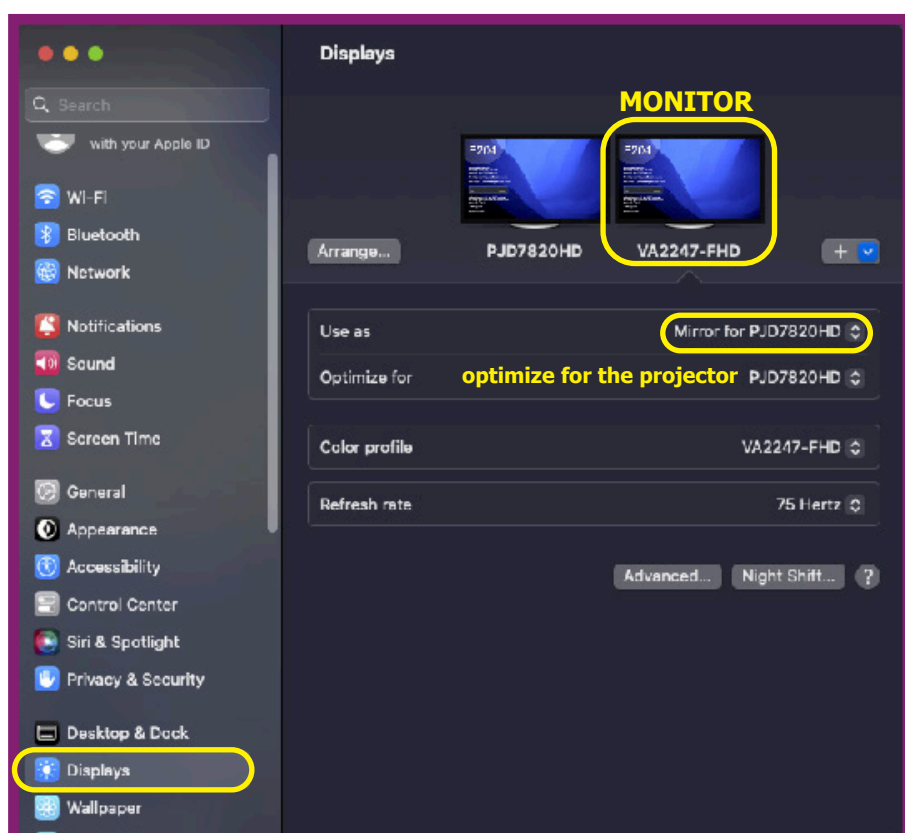 Displays
Search
with your Apple ID
Wi-Fi
Bluetooth
Network
Notifications
Sound
Focus
Screen Time
General
Appearance
Accessibility
Control Center
Siri & Spotlight
Privacy & Security
Desktop & Dock
Displays
Wallpaper
MONITOR
Arrange...
PJD7820HD
VA2247-FHD
+
Use as
Mirror for PJD7820HD
Optimize for
optimize for the projector
PJD7820HD
Color profile
VA2247-FHD
Refresh rate
75 Hertz
Advanced...
Night Shift...
?